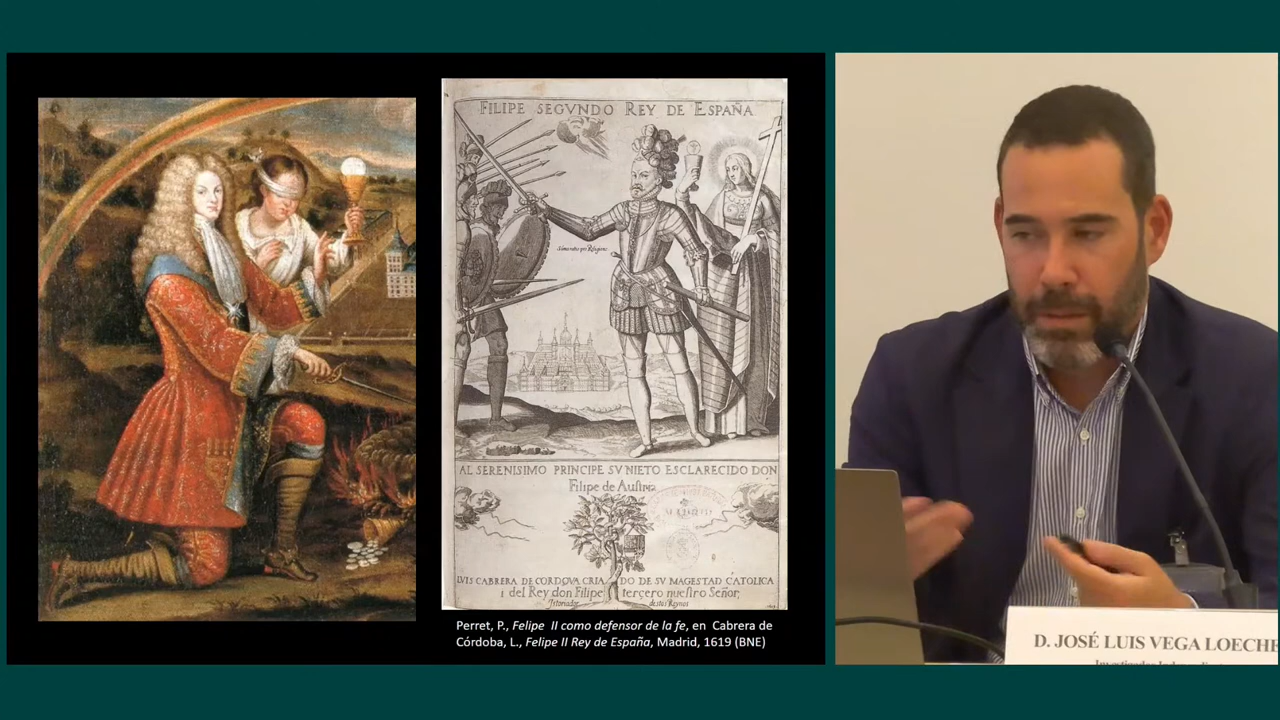 FILIPE SEGVNDO REY DE ESPAÑA
AL SERENISIMO PRINCIPE SV NIETO ESCLARECIDO DON
Filipe de Austria
LVIS CABRERA DE CORDOVA CRIADO DE SV MAGESTAD CATOLICA
i del Rey don Filipe tercero nuestro Señor,
destos Reynos
Perret, P., Felipe II como defensor de la fe, en Cabrera de
Córdoba, L., Felipe II Rey de España, Madrid, 1619 (BNE)
D. JOSÉ LUIS VEGA LOECHE